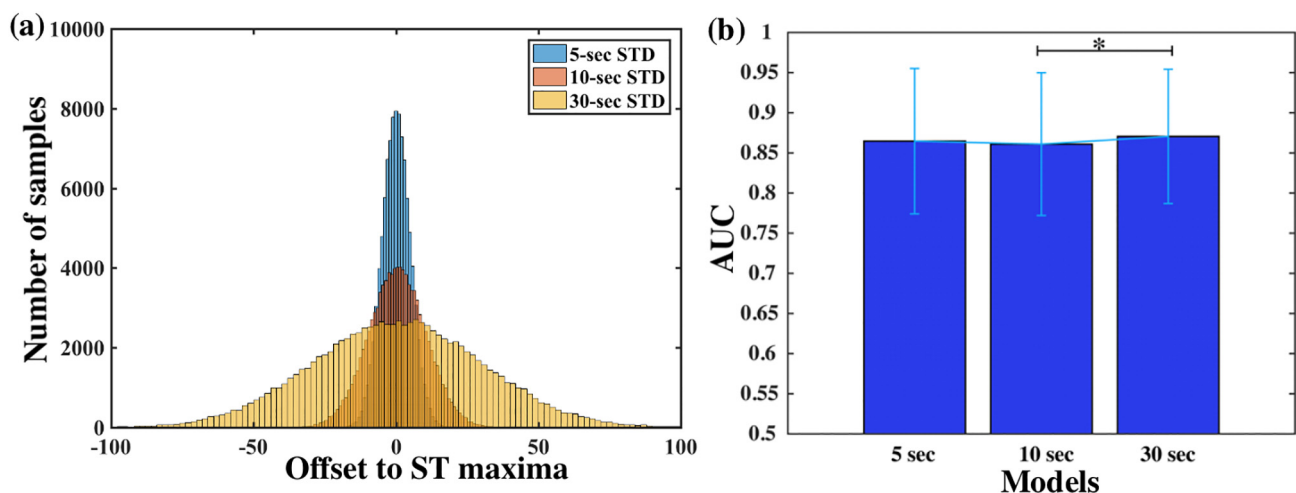 (a)
Number of samples
10000
8000
6000
4000
2000
0
-100
-50
0
50
100
Offset to ST maxima
5-sec STD
10-sec STD
30-sec STD
(b)
AUC
1
0.95
0.9
0.85
0.8
0.75
0.7
0.65
0.6
0.55
0.5
*
5 sec
10 sec
30 sec
Models